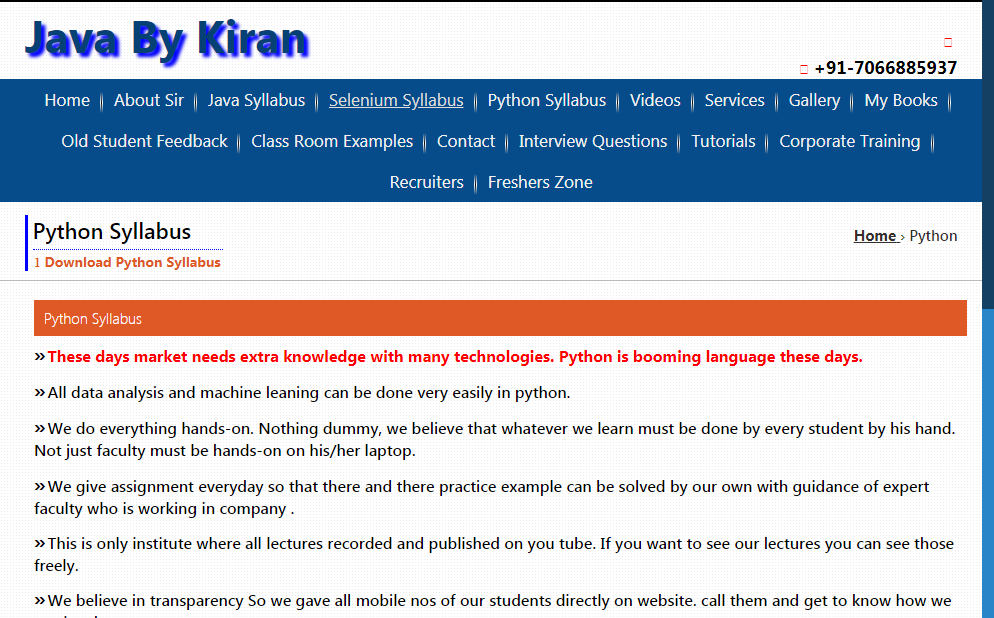 Java By Kiran
+91-7066885937
Home About Sir Java Syllabus Selenium Syllabus Python Syllabus Videos Services Gallery My Books
Old Student Feedback Class Room Examples Contact Interview Questions Tutorials Corporate Training
Recruiters Freshers Zone
Python Syllabus
Home › Python
1 Download Python Syllabus
Python Syllabus
»These days market needs extra knowledge with many technologies. Python is booming language these days.
»All data analysis and machine leaning can be done very easily in python.
»We do everything hands-on. Nothing dummy, we believe that whatever we learn must be done by every student by his hand.
Not just faculty must be hands-on on his/her laptop.
»We give assignment everyday so that there and there practice example can be solved by our own with guidance of expert
faculty who is working in company .
»This is only institute where all lectures recorded and published on you tube. If you want to see our lectures you can see those
freely.
»We believe in transparency So we gave all mobile nos of our students directly on website. call them and get to know how we